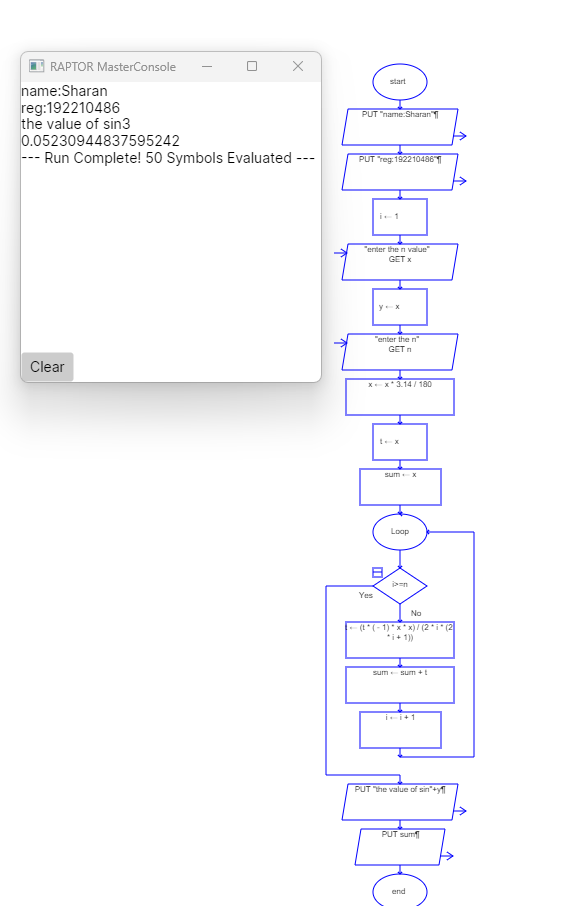 RAPTOR MasterConsole
name:Sharan
reg:192210486
the value of sin3
0.05230944837595242
--- Run Complete! 50 Symbols Evaluated ---
Clear
start
PUT "name:Sharan"¶
PUT "reg:192210486"¶
i ← 1
"enter the n value"
GET x
y ← x
"enter the n"
GET n
x ← x * 3.14 / 180
t ← x
sum ← x
Loop
i>=n
Yes
No
t ← (t * ( - 1) * x * x) / (2 * i * (2
* i + 1))
sum ← sum + t
i ← i + 1
PUT "the value of sin"+y¶
PUT sum¶
end